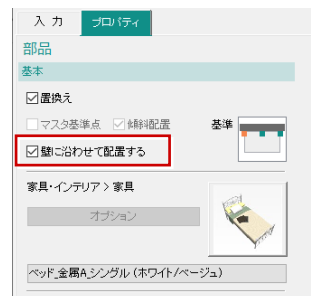 入力 プロパティ
部品
基本
置換え
マスタ基準点 傾斜配置 基準
壁に沿わせて配置する
家具・インテリア > 家具
オプション
ベッド_金属A_シングル (ホワイト/ベージュ)